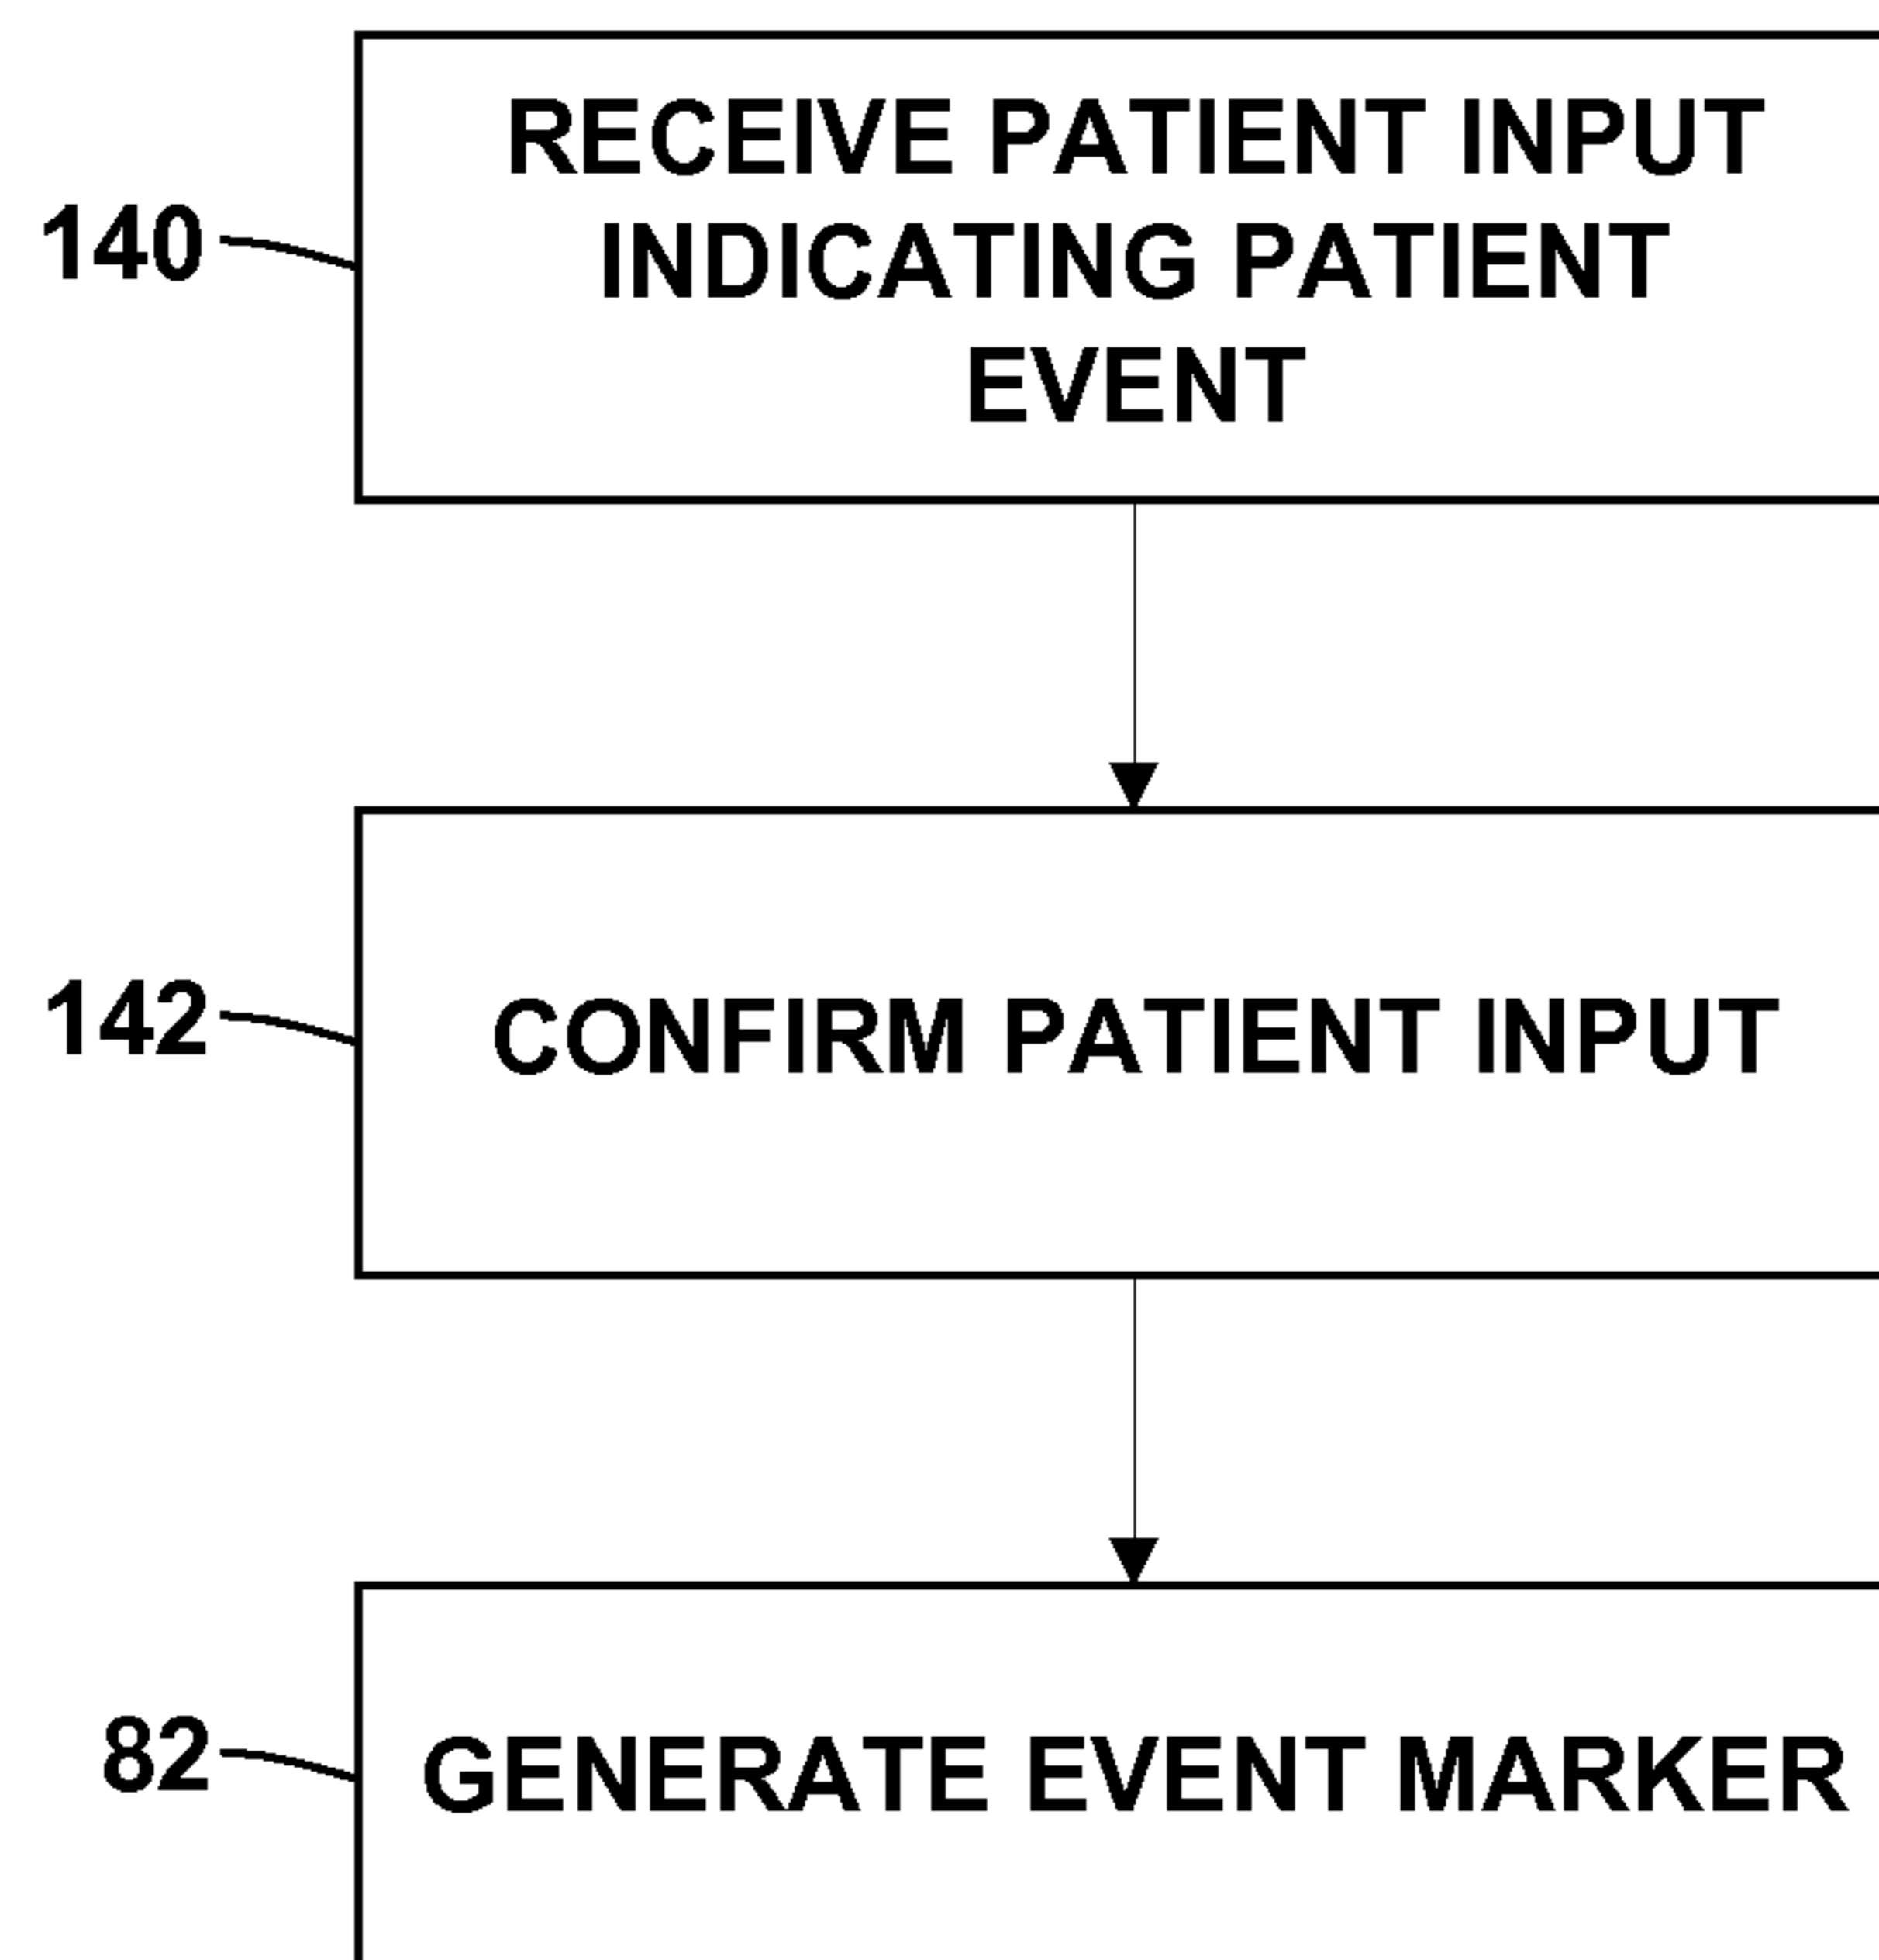 140
RECEIVE PATIENT INPUT
INDICATING PATIENT
EVENT
142
CONFIRM PATIENT INPUT
82
GENERATE EVENT MARKER